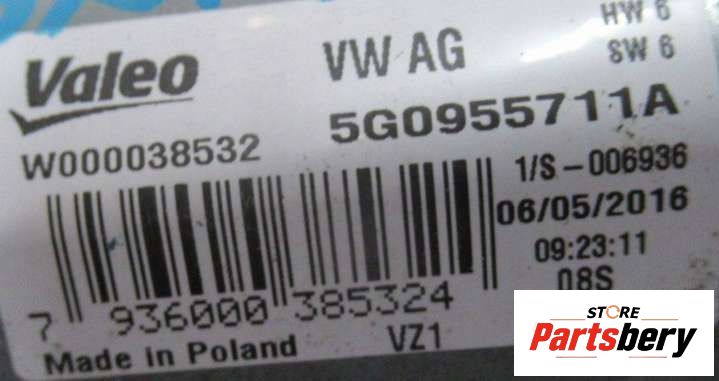 Valeo
VW AG
HW 6
SW 6
W000038532
5G0955711A
1/S-006936
06/05/2016
09:23:11
08S
7 936000 385324
Made in Poland
VZ1
STORE
Partsbery